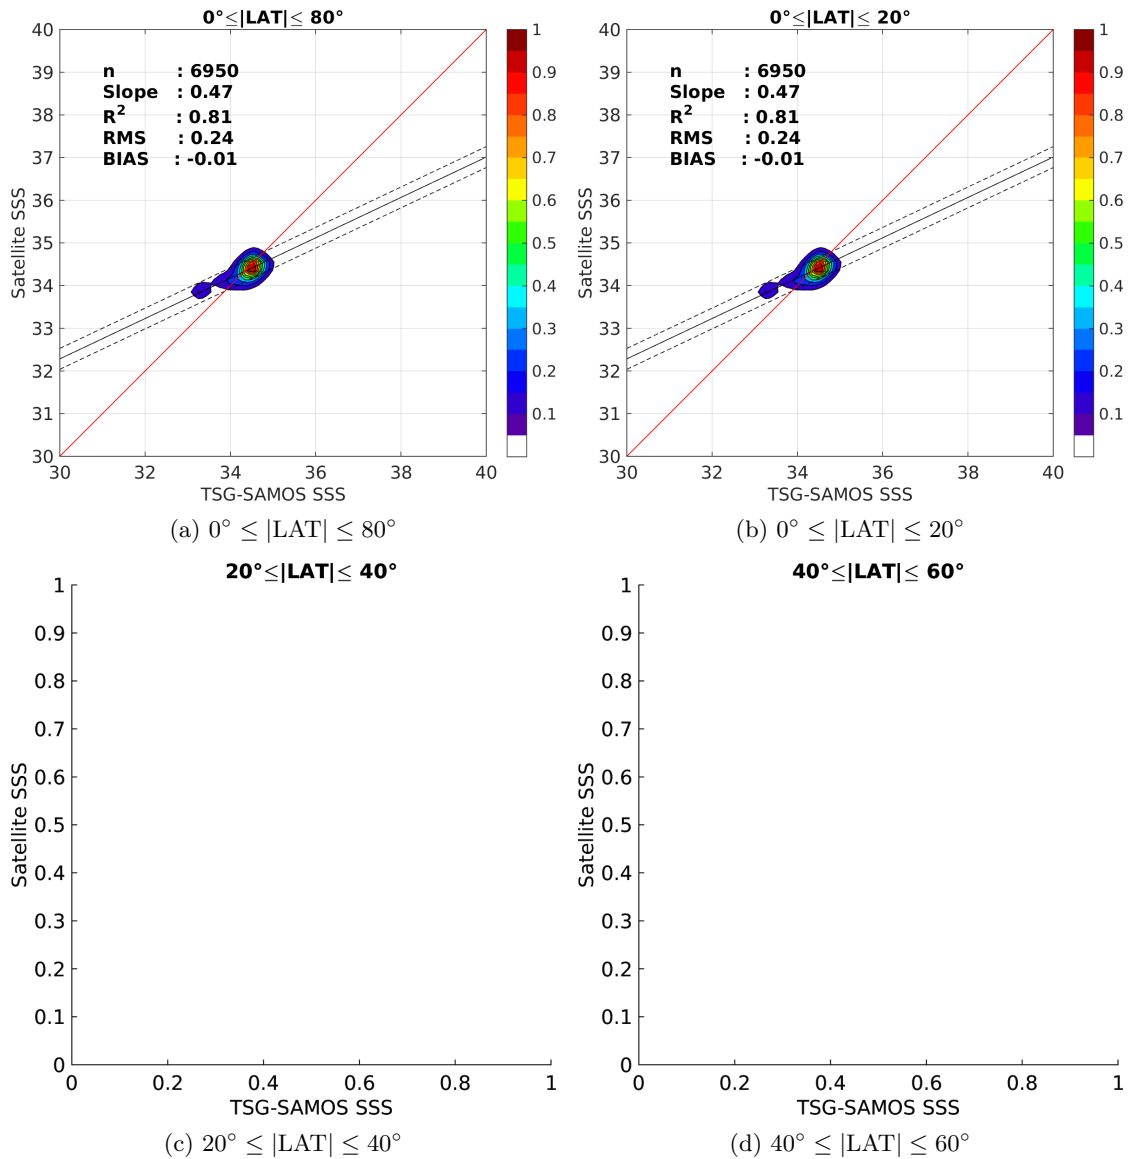 0°≤|LAT|≤ 80°
40
39
38
37
36
35
34
33
32
31
30
n : 6950
Slope : 0.47
R² : 0.81
RMS : 0.24
BIAS : -0.01
Satellite SSS
30 32 34 36 38 40
TSG-SAMOS SSS
1
0.9
0.8
0.7
0.6
0.5
0.4
0.3
0.2
0.1
(a) 0° ≤ |LAT| ≤ 80°
0°≤|LAT|≤ 20°
40
39
38
37
36
35
34
33
32
31
30
n : 6950
Slope : 0.47
R² : 0.81
RMS : 0.24
BIAS : -0.01
Satellite SSS
30 32 34 36 38 40
TSG-SAMOS SSS
1
0.9
0.8
0.7
0.6
0.5
0.4
0.3
0.2
0.1
(b) 0° ≤ |LAT| ≤ 20°
20°≤|LAT|≤ 40°
1
0.9
0.8
0.7
0.6
0.5
0.4
0.3
0.2
0.1
0
Satellite SSS
0 0.2 0.4 0.6 0.8 1
TSG-SAMOS SSS
(c) 20° ≤ |LAT| ≤ 40°
40°≤|LAT|≤ 60°
1
0.9
0.8
0.7
0.6
0.5
0.4
0.3
0.2
0.1
0
Satellite SSS
0 0.2 0.4 0.6 0.8 1
TSG-SAMOS SSS
(d) 40° ≤ |LAT| ≤ 60°